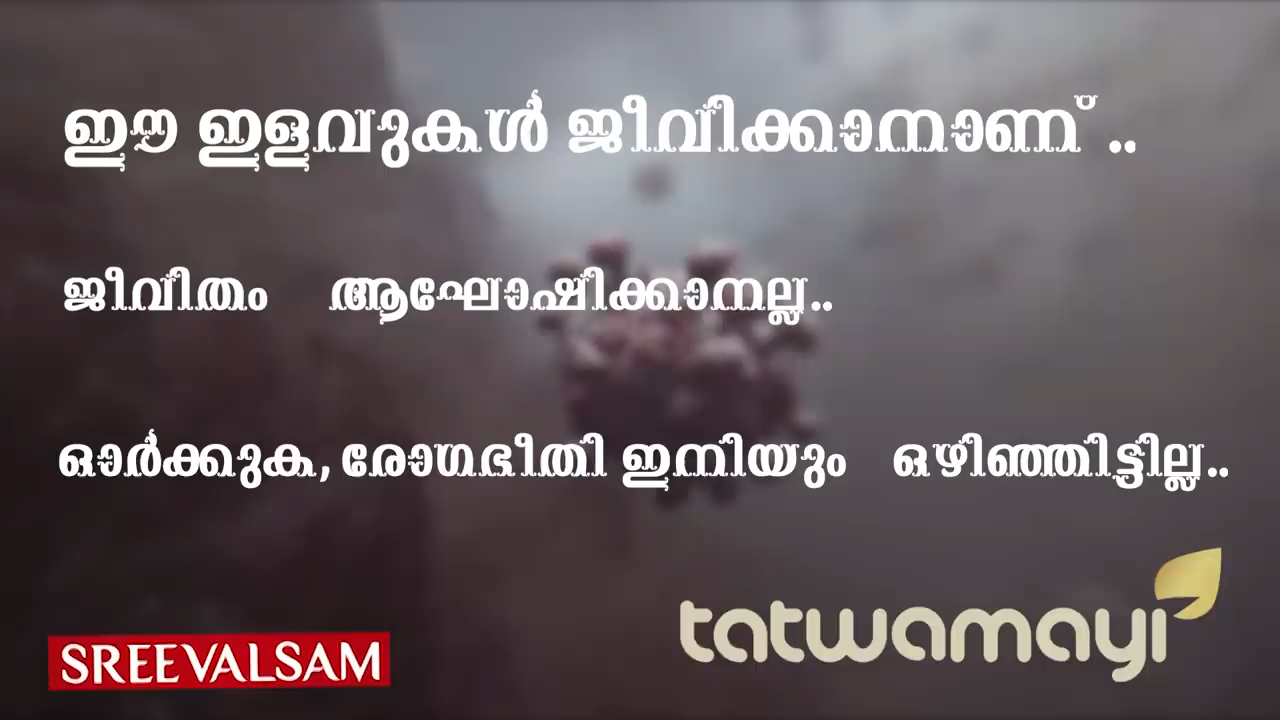 ഈ ഇളവുകൾ ജീവിക്കാനാണ് ..
ജീവിതം ആഘോഷിക്കാനല്ല..
ഓർക്കുക, രോഗഭീതി ഇനിയും ഒഴിഞ്ഞിട്ടില്ല..
tatwamayi
SREEVALSAM